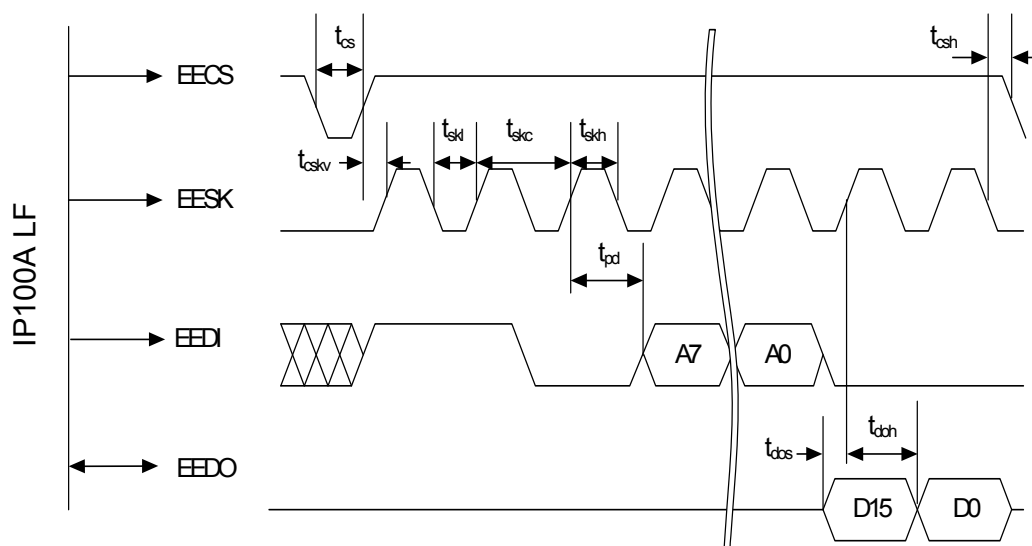 IP100A LF
EECS
tcs
tcsh
EESK
tcskv
tskl
tskc
tskh
tpd
EEDI
A7
A0
EEDO
tdos
tdoh
D15
D0